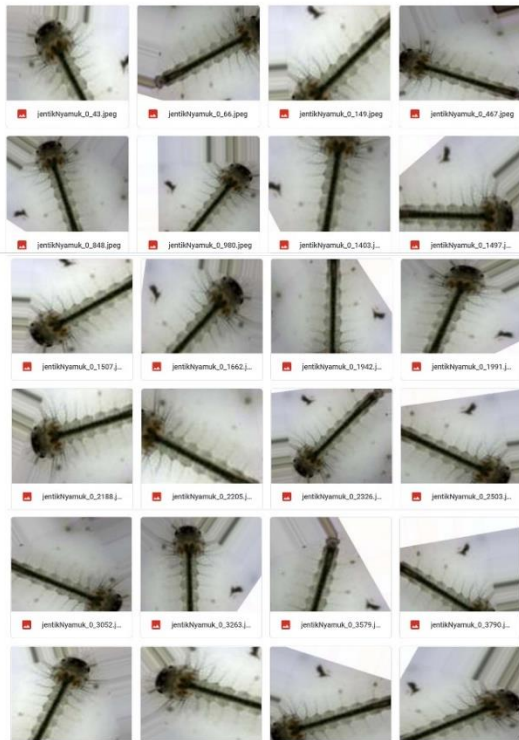 jentikNyamuk_0_43.jpeg
jentikNyamuk_0_66.jpeg
jentikNyamuk_0_149.jpeg
jentikNyamuk_0_467.jpeg
jentikNyamuk_0_848.jpeg
jentikNyamuk_0_980.jpeg
jentikNyamuk_0_1403.j...
jentikNyamuk_0_1497.j...
jentikNyamuk_0_1507.j...
jentikNyamuk_0_1662.j...
jentikNyamuk_0_1942.j...
jentikNyamuk_0_1991.j...
jentikNyamuk_0_2188.j...
jentikNyamuk_0_2205.j...
jentikNyamuk_0_2326.j...
jentikNyamuk_0_2503.j...
jentikNyamuk_0_3052.j...
jentikNyamuk_0_3263.j...
jentikNyamuk_0_3579.j...
jentikNyamuk_0_3790.j...